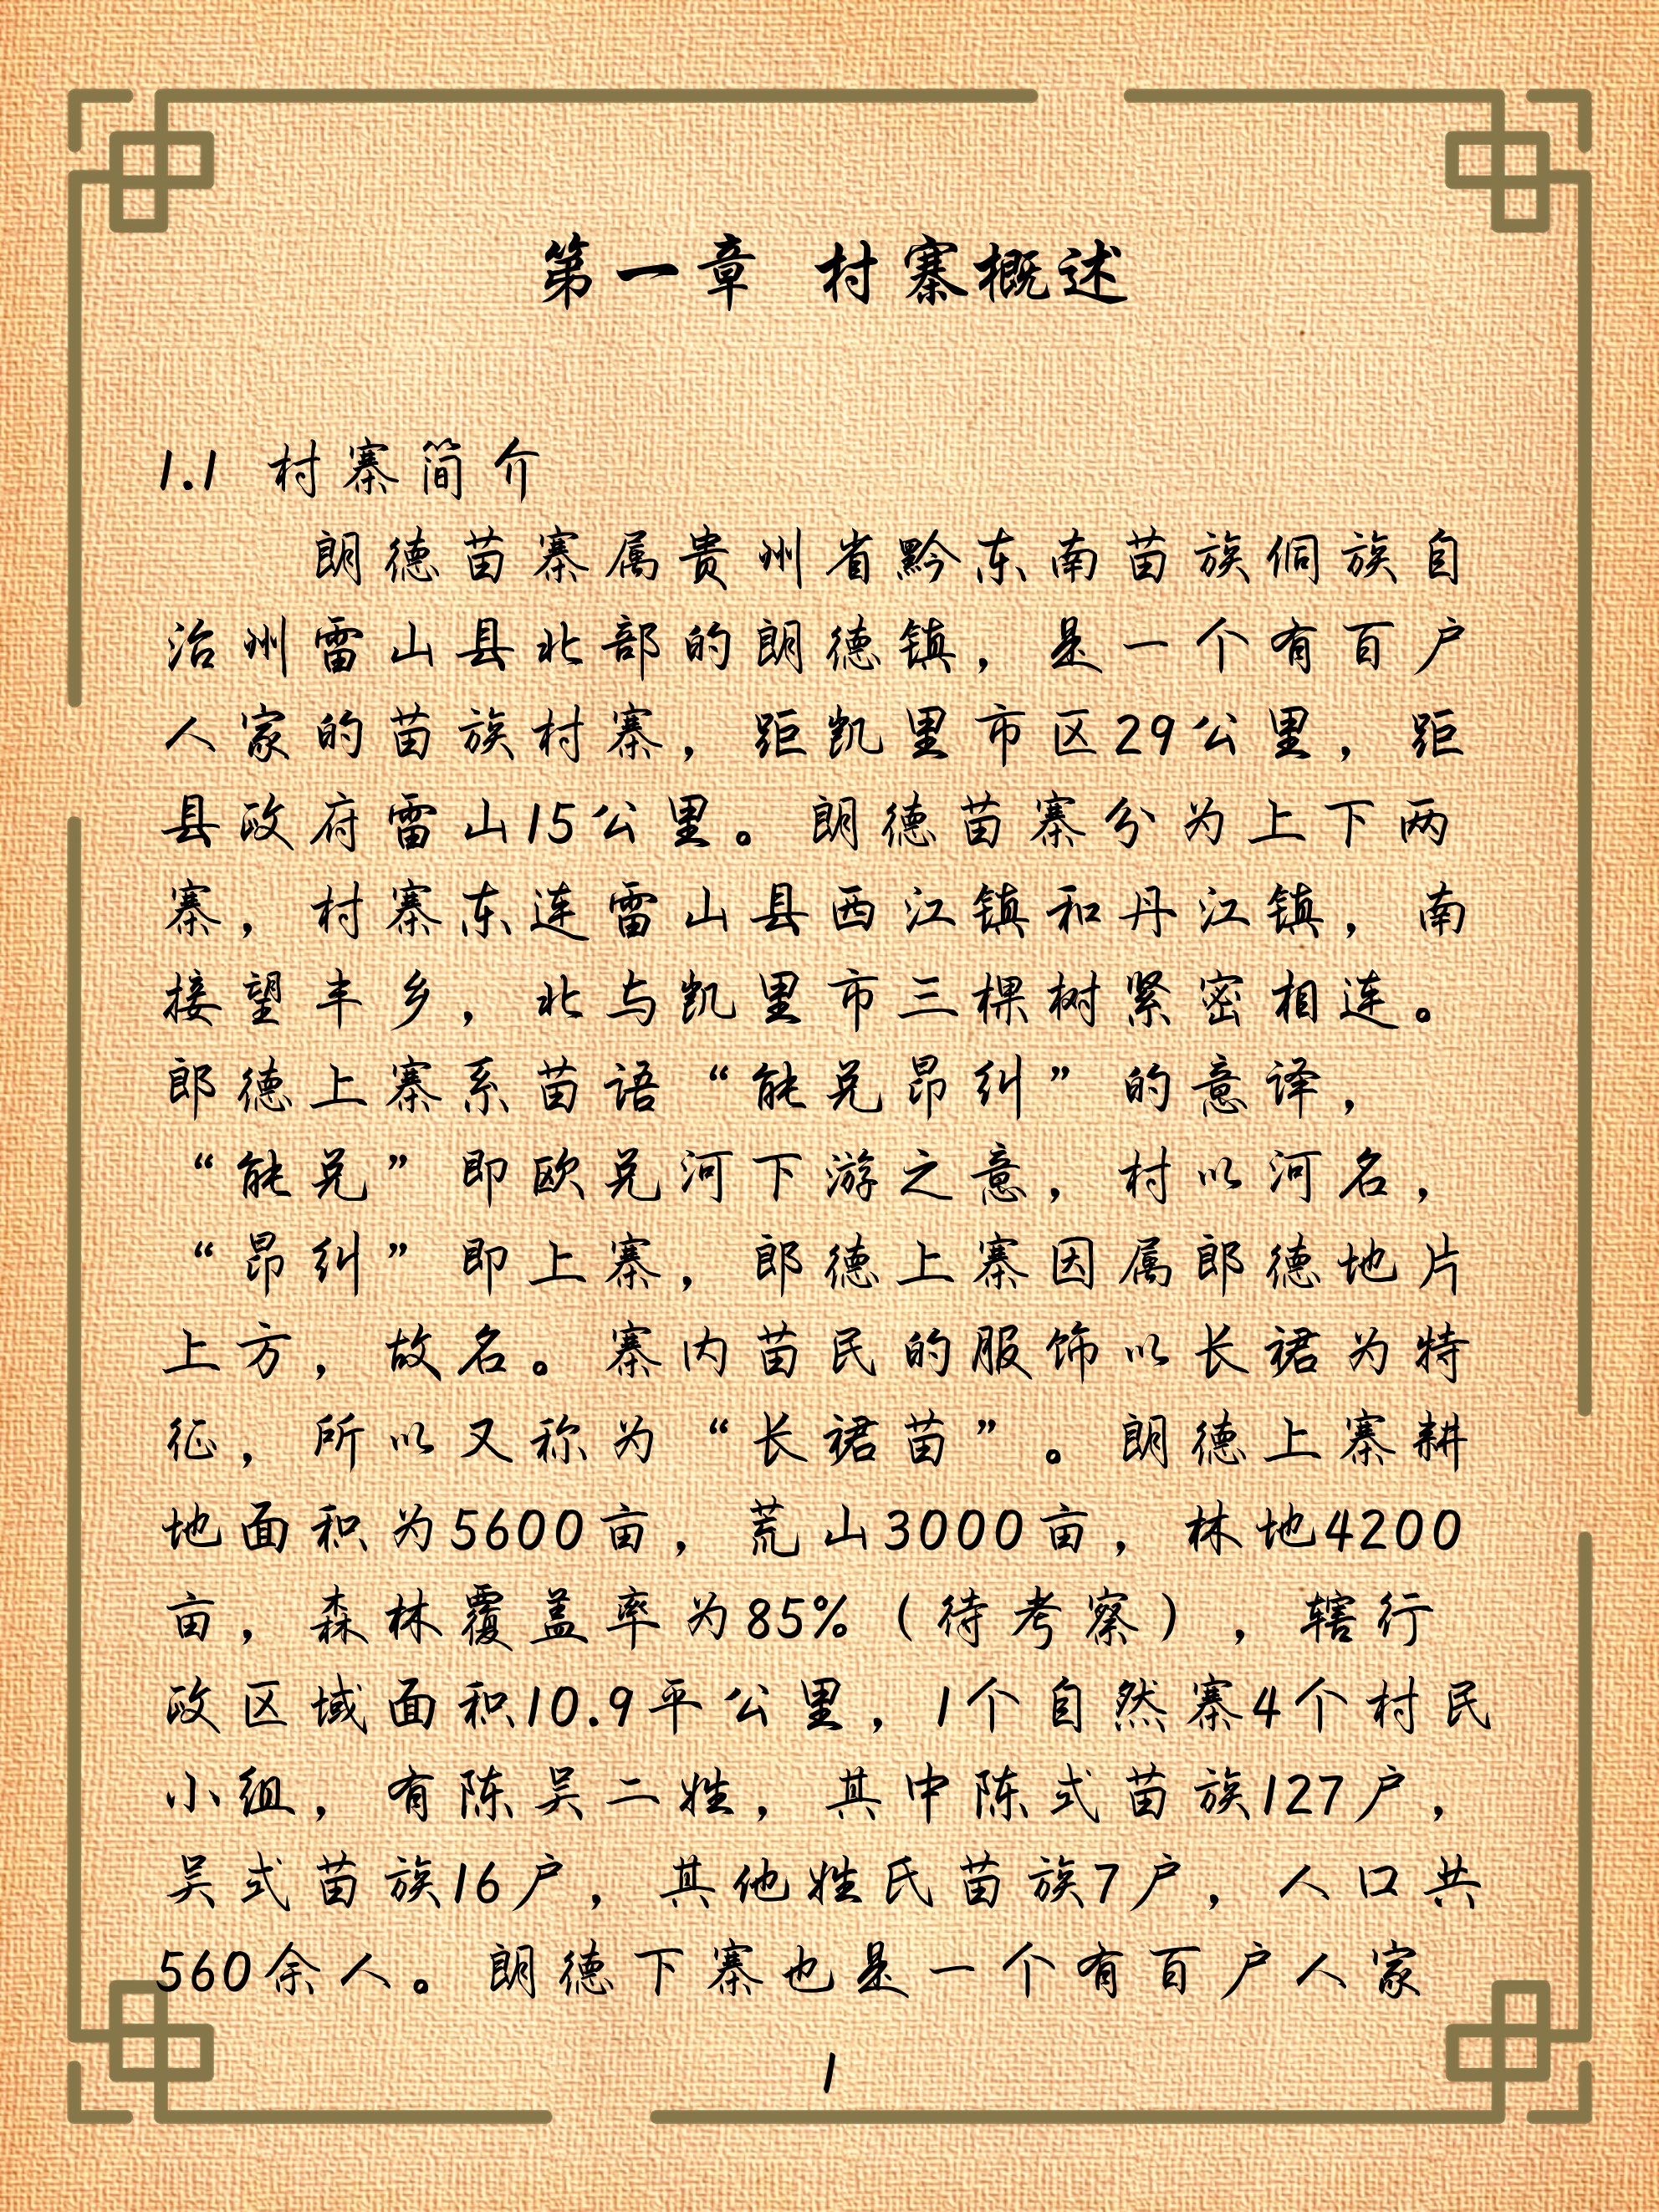 第一章 村寨概述
1.1 村寨简介
朗德苗寨属贵州省黔东南苗族侗族自
治州雷山县北部的朗德镇，是一个有百户
人家的苗族村寨，距凯里市区29公里，距
县政府雷山15公里。朗德苗寨分为上下两
寨，村寨东连雷山县西江镇和丹江镇，南
接望丰乡，北与凯里市三棵树紧密相连。
郎德上寨系苗语“能兑昂纠”的意译，
“能兑”即欧兑河下游之意，村以河名，
“昂纠”即上寨，郎德上寨因属郎德地片
上方，故名。寨内苗民的服饰以长裙为特
征，所以又称为“长裙苗”。朗德上寨耕
地面积为5600亩，荒山3000亩，林地4200
亩，森林覆盖率为85%（待考察），辖行
政区域面积10.9平公里，1个自然寨4个村民
小组，有陈吴二姓，其中陈式苗族127户，
吴式苗族16户，其他姓氏苗族7户，人口共
560余人。朗德下寨也是一个有百户人家
1